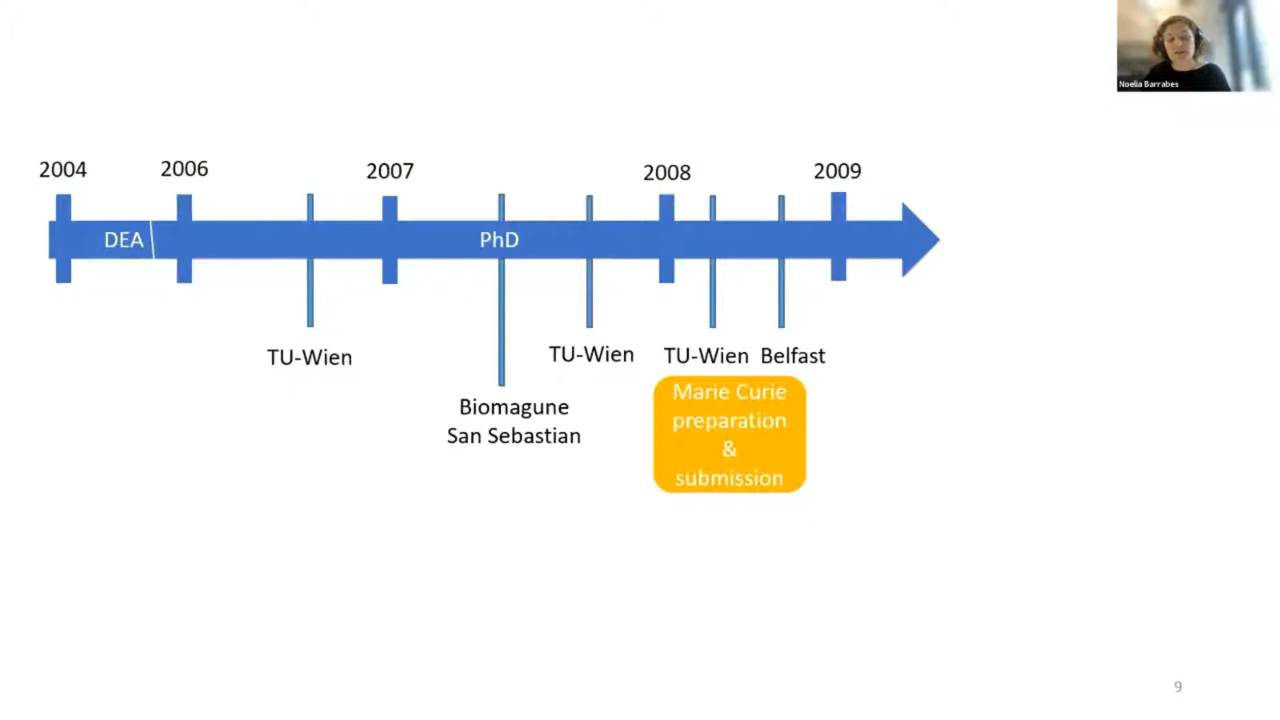 Noelia Barrabes
2004 2006 2007 2008 2009
DEA PhD
TU-Wien TU-Wien TU-Wien Belfast
Biomagune
San Sebastian
Marie Curie
preparation
&
submission
9